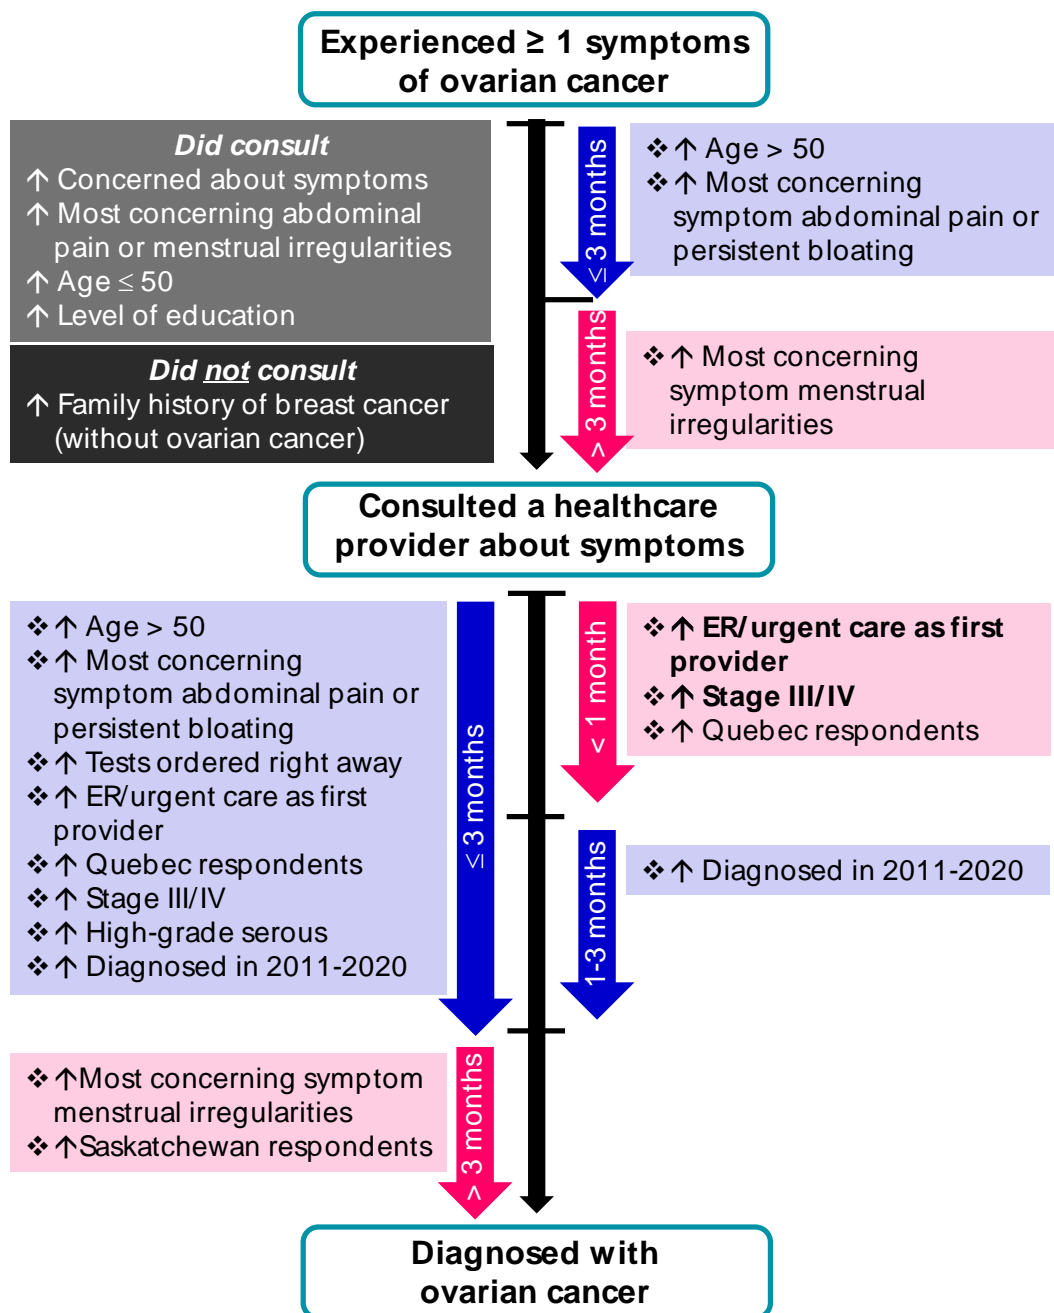 Experienced ≥ 1 symptoms
of ovarian cancer
Did consult
↑ Concerned about symptoms
↑ Most concerning abdominal
pain or menstrual irregularities
↑ Age ≤ 50
↑ Level of education
Did not consult
↑ Family history of breast cancer
(without ovarian cancer)
≤ 3 months
❖ ↑ Age > 50
❖ ↑ Most concerning
symptom abdominal pain or
persistent bloating
> 3 months
❖ ↑ Most concerning
symptom menstrual
irregularities
Consulted a healthcare
provider about symptoms
❖ ↑ Age > 50
❖ ↑ Most concerning
symptom abdominal pain or
persistent bloating
❖ ↑ Tests ordered right away
❖ ↑ ER/urgent care as first
provider
❖ ↑ Quebec respondents
❖ ↑ Stage III/IV
❖ ↑ High-grade serous
❖ ↑ Diagnosed in 2011-2020
≤ 3 months
< 1 month
❖ ↑ ER/urgent care as first
provider
❖ ↑ Stage III/IV
❖ ↑ Quebec respondents
1-3 months
❖ ↑ Diagnosed in 2011-2020
❖ ↑Most concerning symptom
menstrual irregularities
❖ ↑Saskatchewan respondents
> 3 months
Diagnosed with
ovarian cancer